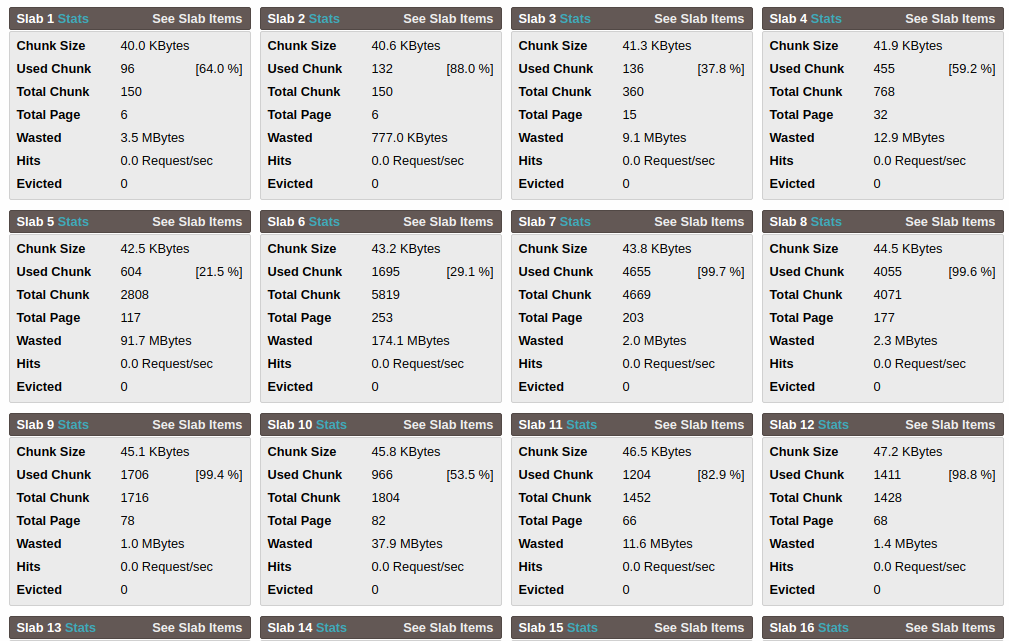 Slab 1 Stats See Slab Items
Chunk Size 40.0 KBytes
Used Chunk 96 [64.0 %]
Total Chunk 150
Total Page 6
Wasted 3.5 MBytes
Hits 0.0 Request/sec
Evicted 0
Slab 2 Stats See Slab Items
Chunk Size 40.6 KBytes
Used Chunk 132 [88.0 %]
Total Chunk 150
Total Page 6
Wasted 777.0 KBytes
Hits 0.0 Request/sec
Evicted 0
Slab 3 Stats See Slab Items
Chunk Size 41.3 KBytes
Used Chunk 136 [37.8 %]
Total Chunk 360
Total Page 15
Wasted 9.1 MBytes
Hits 0.0 Request/sec
Evicted 0
Slab 4 Stats See Slab Items
Chunk Size 41.9 KBytes
Used Chunk 455 [59.2 %]
Total Chunk 768
Total Page 32
Wasted 12.9 MBytes
Hits 0.0 Request/sec
Evicted 0
Slab 5 Stats See Slab Items
Chunk Size 42.5 KBytes
Used Chunk 604 [21.5 %]
Total Chunk 2808
Total Page 117
Wasted 91.7 MBytes
Hits 0.0 Request/sec
Evicted 0
Slab 6 Stats See Slab Items
Chunk Size 43.2 KBytes
Used Chunk 1695 [29.1 %]
Total Chunk 5819
Total Page 253
Wasted 174.1 MBytes
Hits 0.0 Request/sec
Evicted 0
Slab 7 Stats See Slab Items
Chunk Size 43.8 KBytes
Used Chunk 4655 [99.7 %]
Total Chunk 4669
Total Page 203
Wasted 2.0 MBytes
Hits 0.0 Request/sec
Evicted 0
Slab 8 Stats See Slab Items
Chunk Size 44.5 KBytes
Used Chunk 4055 [99.6 %]
Total Chunk 4071
Total Page 177
Wasted 2.3 MBytes
Hits 0.0 Request/sec
Evicted 0
Slab 9 Stats See Slab Items
Chunk Size 45.1 KBytes
Used Chunk 1706 [99.4 %]
Total Chunk 1716
Total Page 78
Wasted 1.0 MBytes
Hits 0.0 Request/sec
Evicted 0
Slab 10 Stats See Slab Items
Chunk Size 45.8 KBytes
Used Chunk 966 [53.5 %]
Total Chunk 1804
Total Page 82
Wasted 37.9 MBytes
Hits 0.0 Request/sec
Evicted 0
Slab 11 Stats See Slab Items
Chunk Size 46.5 KBytes
Used Chunk 1204 [82.9 %]
Total Chunk 1452
Total Page 66
Wasted 11.6 MBytes
Hits 0.0 Request/sec
Evicted 0
Slab 12 Stats See Slab Items
Chunk Size 47.2 KBytes
Used Chunk 1411 [98.8 %]
Total Chunk 1428
Total Page 68
Wasted 1.4 MBytes
Hits 0.0 Request/sec
Evicted 0
Slab 13 Stats See Slab Items
Slab 14 Stats See Slab Items
Slab 15 Stats See Slab Items
Slab 16 Stats See Slab Items